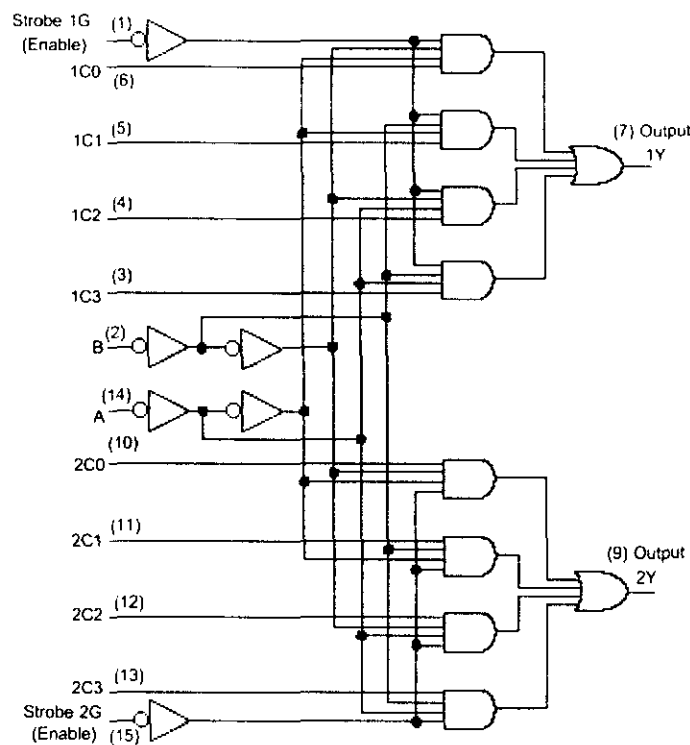 Strobe 1G (1)
(Enable)
1C0 (6)
1C1 (5)
(7) Output
1Y
1C2 (4)
1C3 (3)
B (2)
A (14)
2C0 (10)
2C1 (11)
(9) Output
2Y
2C2 (12)
2C3 (13)
Strobe 2G
(Enable) (15)